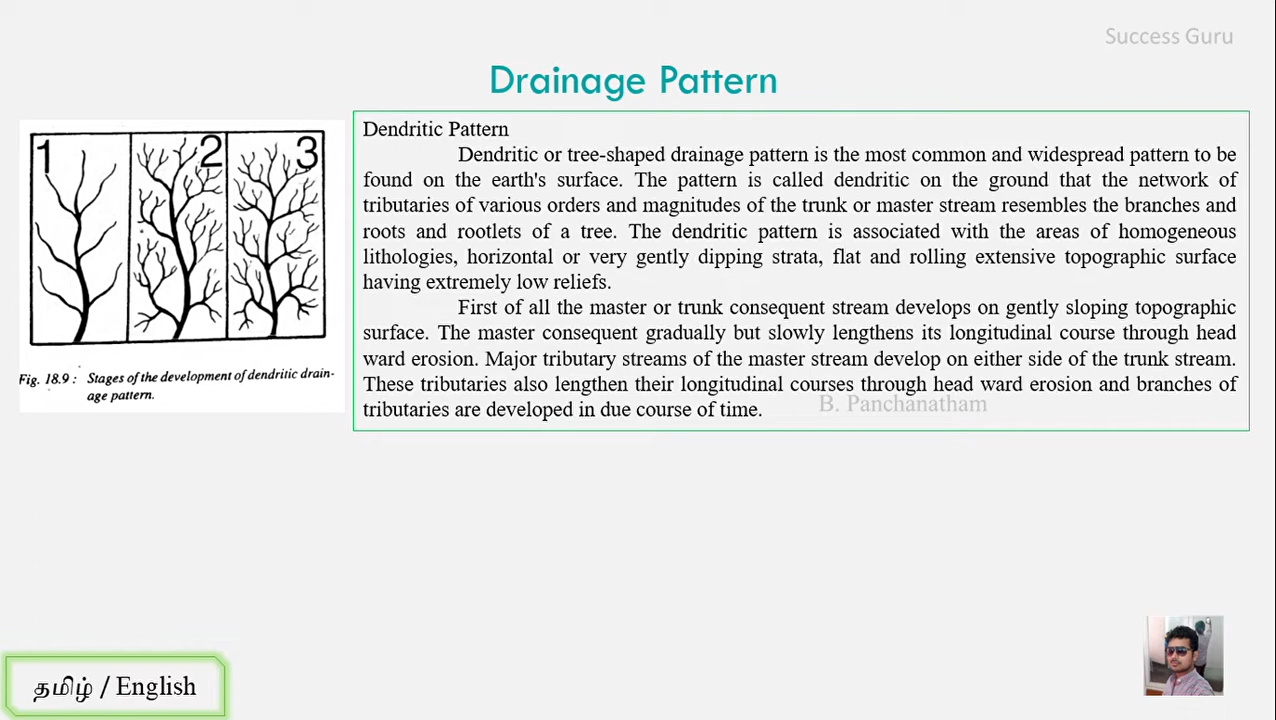 Success Guru
Drainage Pattern
1 2 3
Fig. 18.9 : Stages of the development of dendritic drain-
age pattern.
Dendritic Pattern
Dendritic or tree-shaped drainage pattern is the most common and widespread pattern to be
found on the earth's surface. The pattern is called dendritic on the ground that the network of
tributaries of various orders and magnitudes of the trunk or master stream resembles the branches and
roots and rootlets of a tree. The dendritic pattern is associated with the areas of homogeneous
lithologies, horizontal or very gently dipping strata, flat and rolling extensive topographic surface
having extremely low reliefs.
First of all the master or trunk consequent stream develops on gently sloping topographic
surface. The master consequent gradually but slowly lengthens its longitudinal course through head
ward erosion. Major tributary streams of the master stream develop on either side of the trunk stream.
These tributaries also lengthen their longitudinal courses through head ward erosion and branches of
tributaries are developed in due course of time.
B. Panchanatham
தமிழ் / English